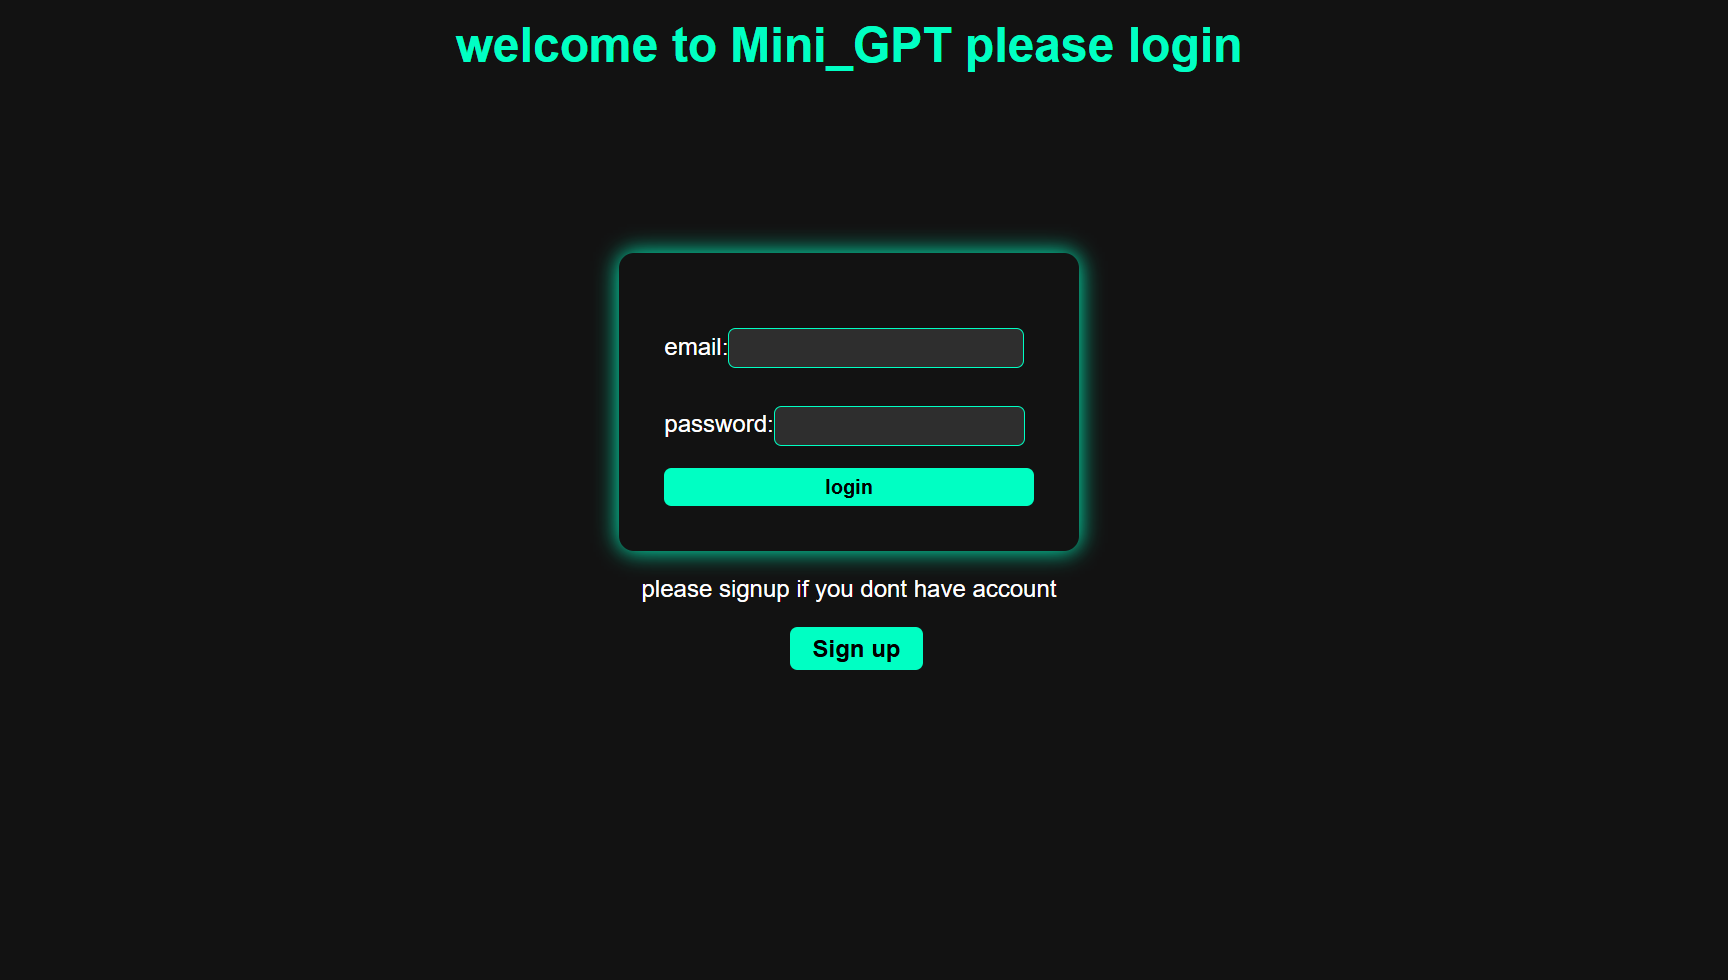 welcome to Mini_GPT please login
email:
password:
login
please signup if you dont have account
Sign up